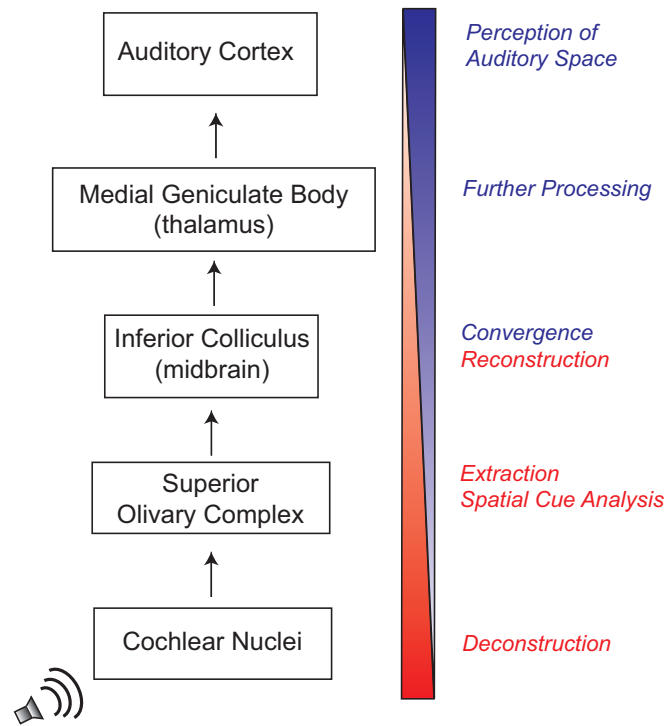 Auditory Cortex
Perception of
Auditory Space
Medial Geniculate Body
(thalamus)
Further Processing
Inferior Colliculus
(midbrain)
Convergence
Reconstruction
Superior
Olivary Complex
Extraction
Spatial Cue Analysis
Cochlear Nuclei
Deconstruction